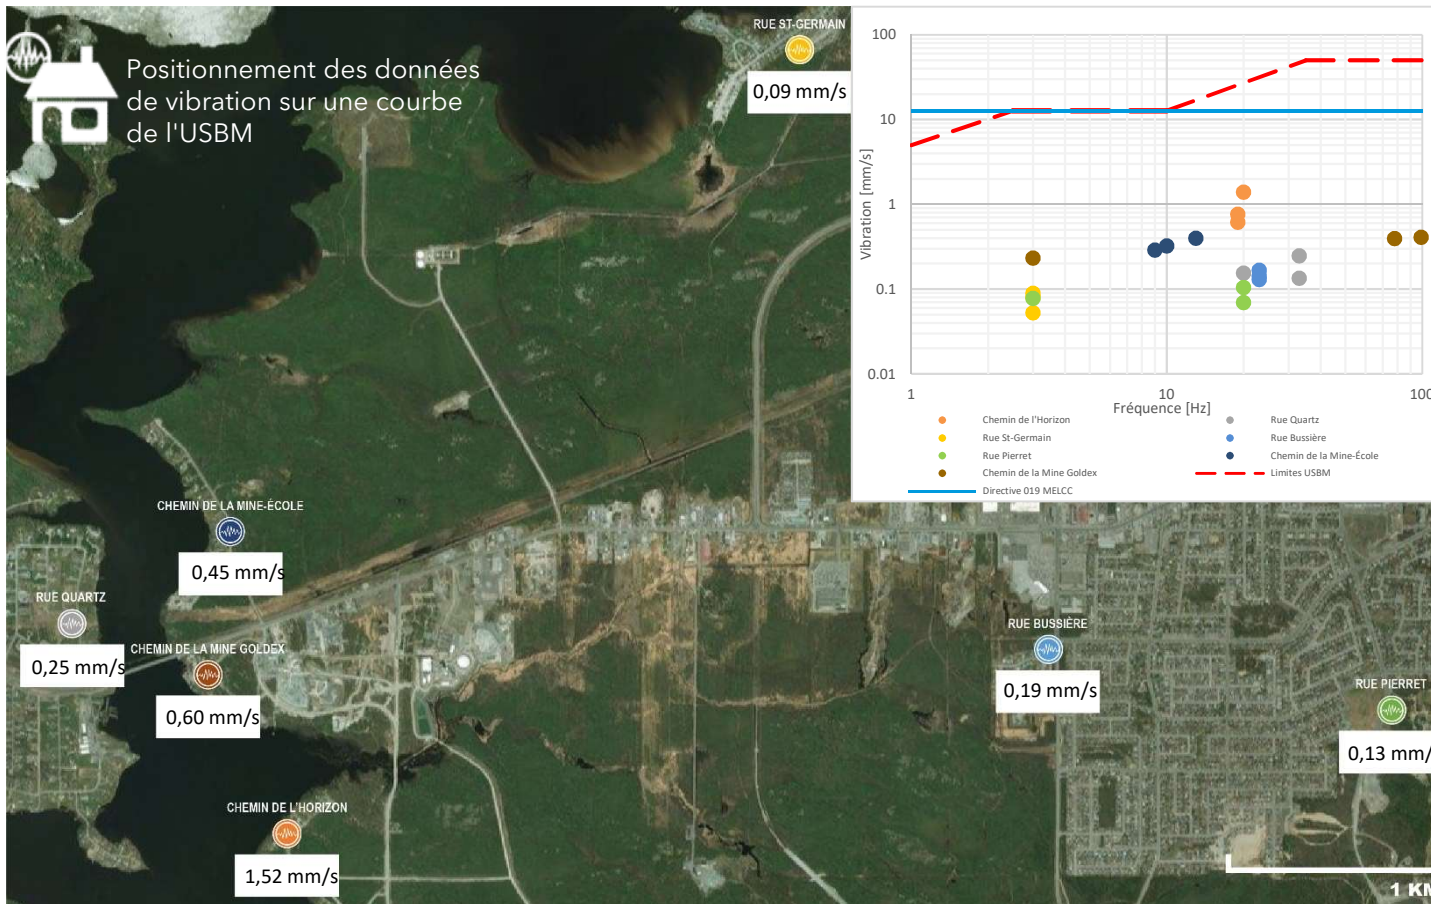 Positionnement des données
de vibration sur une courbe
de l'USBM
RUE ST-GERMAIN
0,09 mm/s
100
10
1
0.1
0.01
Vibration [mm/s]
1
10
100
Fréquence [Hz]
Chemin de l'Horizon
Rue Quartz
Rue St-Germain
Rue Bussière
Rue Pierret
Chemin de la Mine-École
Chemin de la Mine Goldex
Limites USBM
Directive 019 MELCC
CHEMIN DE LA MINE-ÉCOLE
0,45 mm/s
RUE QUARTZ
0,25 mm/s
CHEMIN DE LA MINE GOLDEX
0,60 mm/s
RUE BUSSIÈRE
0,19 mm/s
RUE PIERRET
0,13 mm/
CHEMIN DE L'HORIZON
1,52 mm/s
1 KM